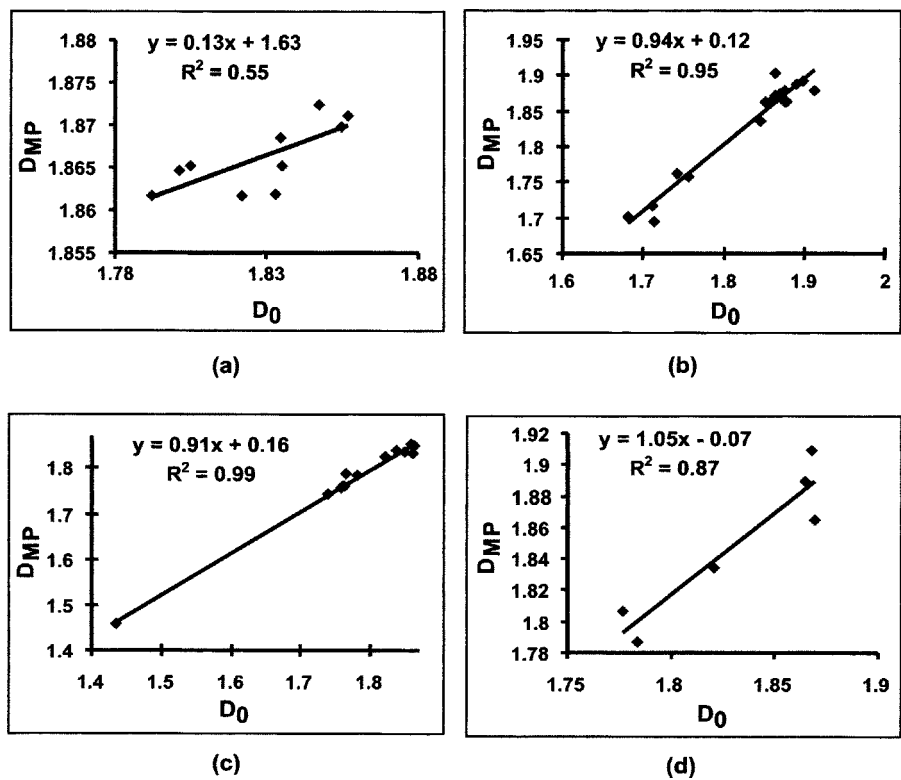 y = 0.13x + 1.63
R² = 0.55
1.88
1.875
1.87
1.865
1.86
1.855
DMP
1.78 1.83 1.88
D0
(a)
y = 0.94x + 0.12
R² = 0.95
1.95
1.9
1.85
1.8
1.75
1.7
1.65
DMP
1.6 1.7 1.8 1.9 2
D0
(b)
y = 0.91x + 0.16
R² = 0.99
1.8
1.7
1.6
1.5
1.4
DMP
1.4 1.5 1.6 1.7 1.8
D0
(c)
y = 1.05x - 0.07
R² = 0.87
1.92
1.9
1.88
1.86
1.84
1.82
1.8
1.78
DMP
1.75 1.8 1.85 1.9
D0
(d)